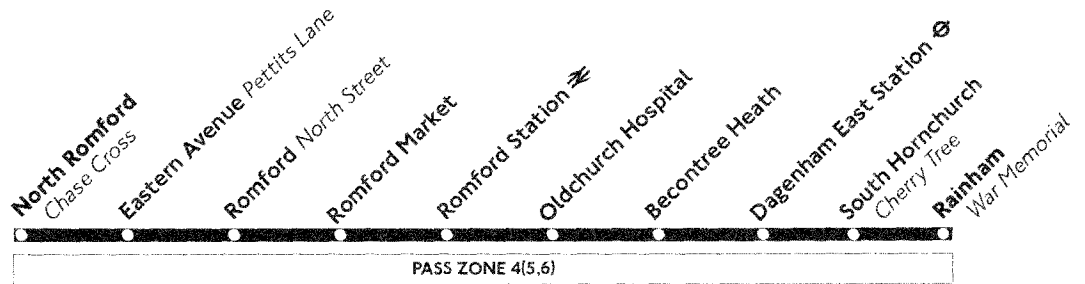 North Romford
Chase Cross
Eastern Avenue Pettits Lane
Romford North Street
Romford Market
Romford Station
Oldchurch Hospital
Becontree Heath
Dagenham East Station
South Hornchurch
Cherry Tree
Rainham
War Memorial
PASS ZONE 4(5,6)